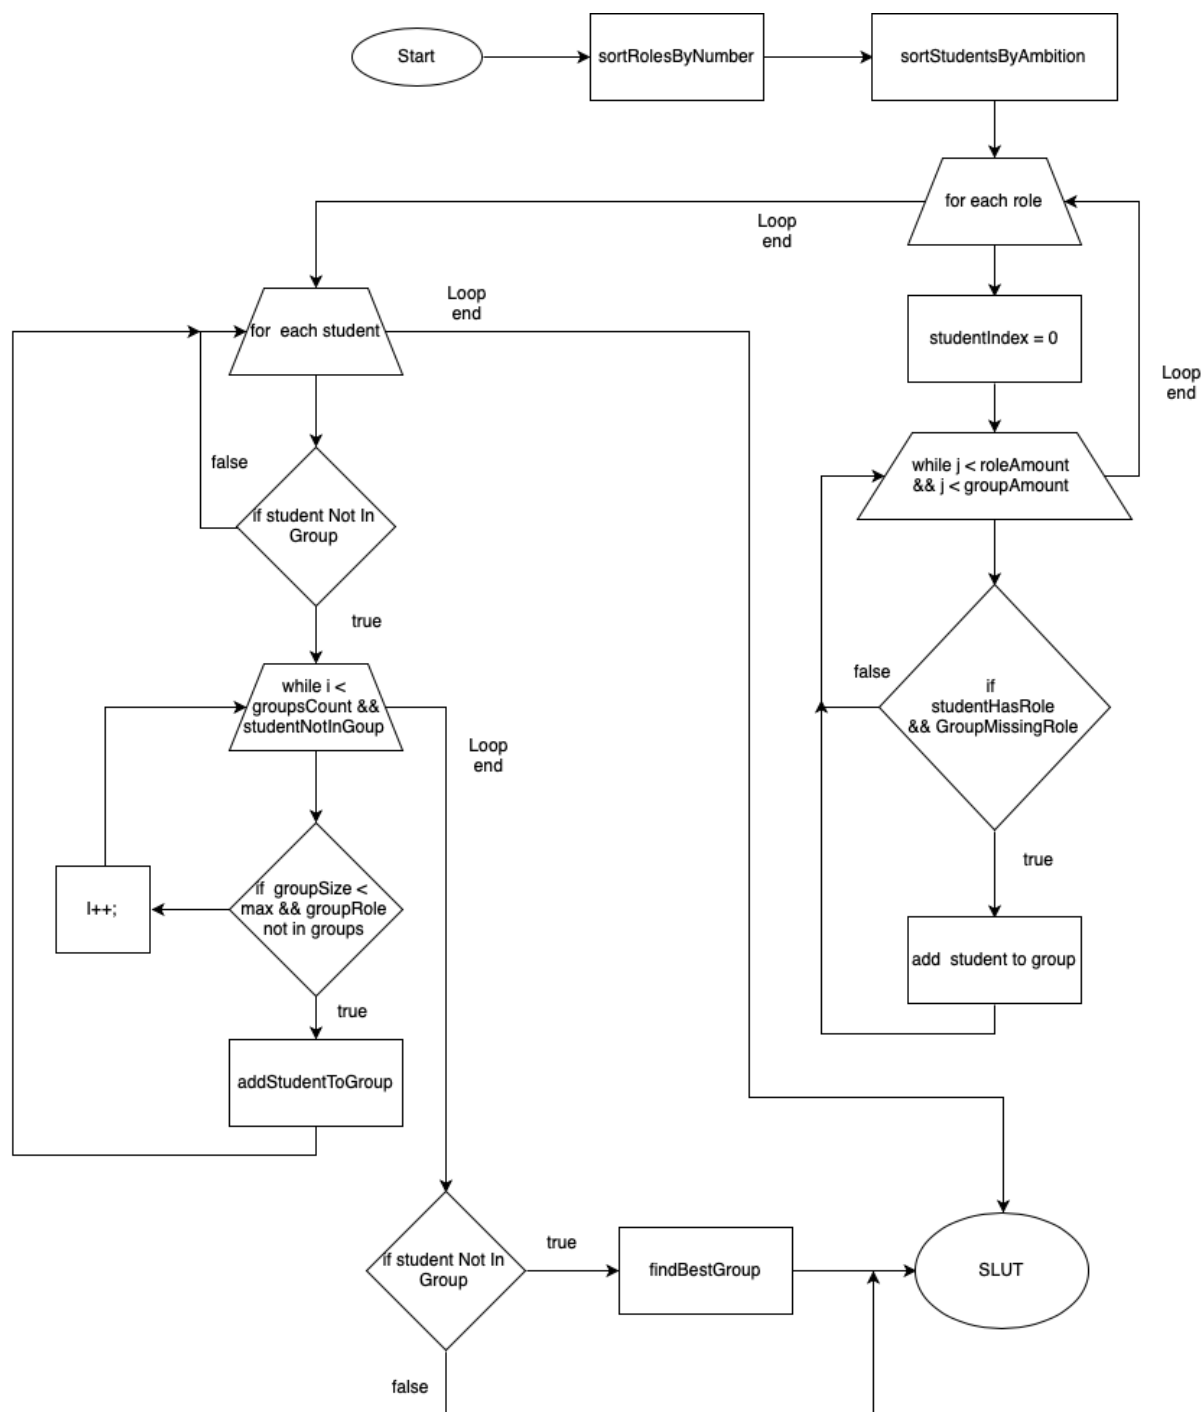 Start
sortRolesByNumber
sortStudentsByAmbition
for each role
Loop
end
studentIndex = 0
Loop
end
while j < roleAmount
&& j < groupAmount
false
if
studentHasRole
&& GroupMissingRole
true
add student to group
for each student
Loop
end
false
if student Not In
Group
true
while i <
groupsCount &&
studentNotInGoup
Loop
end
if groupSize <
max && groupRole
not in groups
I++;
true
addStudentToGroup
if student Not In
Group
true
findBestGroup
SLUT
false